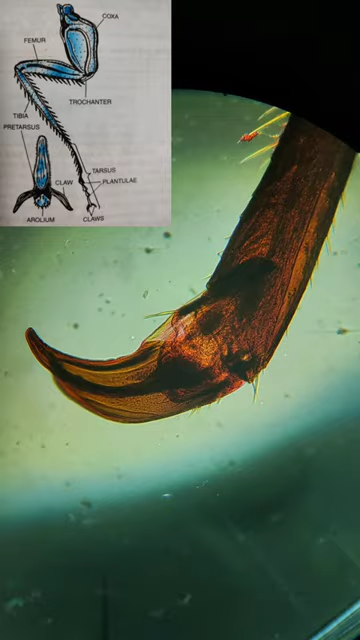 COXA
FEMUR
TROCHANTER
TIBIA
PRETARSUS
TARSUS
PLANTULAE
CLAW
CLAWS
AROLIUM